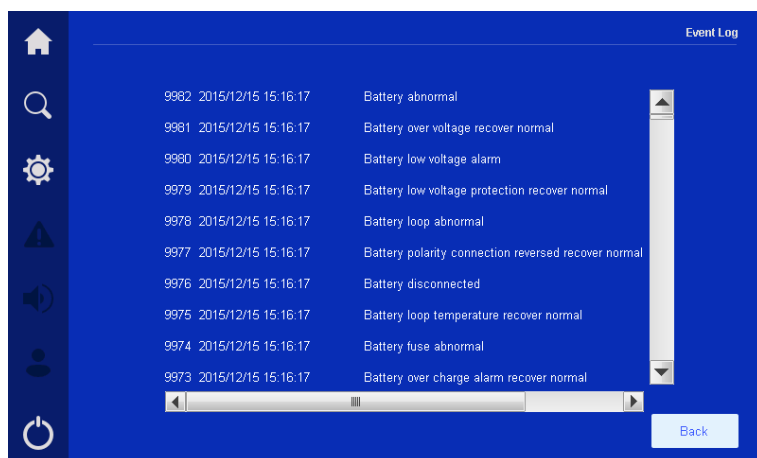 Event Log
9982 2015/12/15 15:16:17 Battery abnormal
9981 2015/12/15 15:16:17 Battery over voltage recover normal
9980 2015/12/15 15:16:17 Battery low voltage alarm
9979 2015/12/15 15:16:17 Battery low voltage protection recover normal
9978 2015/12/15 15:16:17 Battery loop abnormal
9977 2015/12/15 15:16:17 Battery polarity connection reversed recover normal
9976 2015/12/15 15:16:17 Battery disconnected
9975 2015/12/15 15:16:17 Battery loop temperature recover normal
9974 2015/12/15 15:16:17 Battery fuse abnormal
9973 2015/12/15 15:16:17 Battery over charge alarm recover normal
Back